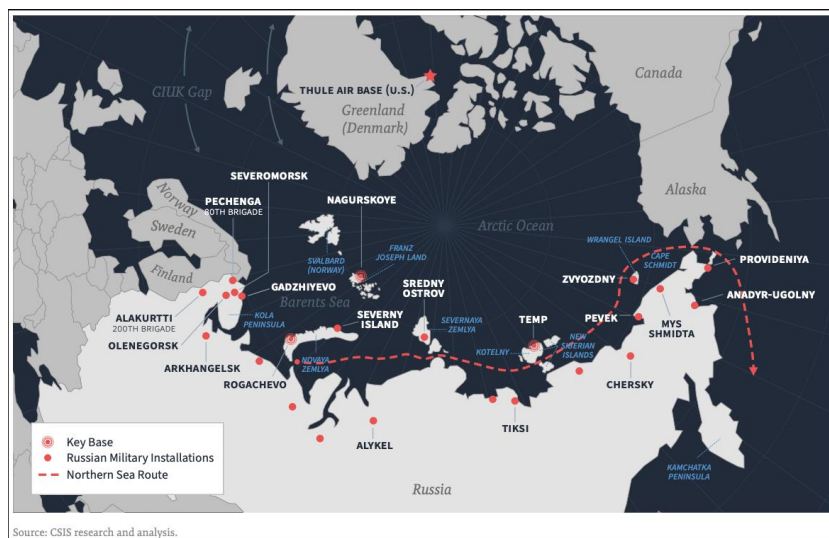 Canada
THULE AIR BASE (U.S.)
GIUK Gap
Greenland
(Denmark)
SEVEROMORSK
Alaska
Norway
PECHENGA
80TH BRIGADE
NAGURSKOYE
Sweden
Arctic Ocean
WRANGEL ISLAND
FRANZ
JOSEPH LAND
SVALBARD
(NORWAY)
CAPE
SCHMIDT
PROVIDENIYA
Finland
GADZHIYEVO
SREDNY
OSTROV
ZVYOZDNY
ANADYR-UGOLNY
Barents Sea
ALAKURTTI
200TH BRIGADE
KOLA
PENINSULA
SEVERNY
ISLAND
SEVERNAYA
ZEMLYA
TEMP
PEVEK
MYS
SHMIDTA
OLENEGORSK
NEW
SIBERIAN
ISLANDS
KOTELNY
NOVAYA
ZEMLYA
ARKHANGELSK
ROGACHEVO
CHERSKY
TIKSI
ALYKEL
Key Base
Russian Military Installations
Northern Sea Route
KAMCHATKA
PENINSULA
Russia
Source: CSIS research and analysis.